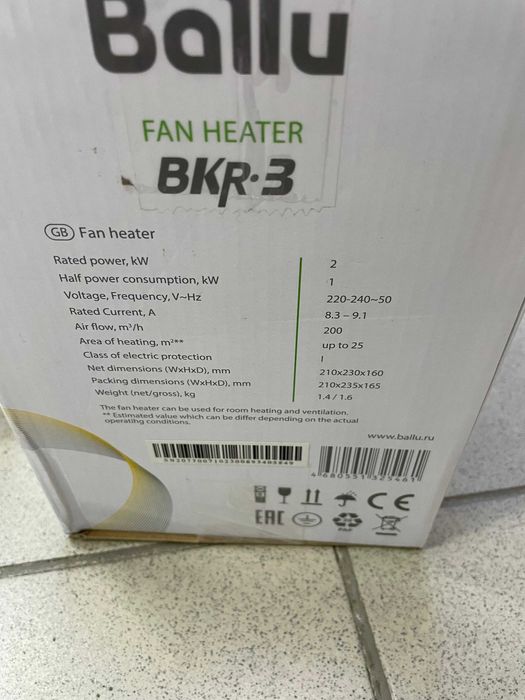 Ballu
FAN HEATER
BKR·3
GB Fan heater
Rated power, kW 2
Half power consumption, kW 1
Voltage, Frequency, V~Hz 220-240~50
Rated Current, A 8.3 – 9.1
Air flow, m³/h 200
Area of heating, m²** up to 25
Class of electric protection I
Net dimensions (WxHxD), mm 210x230x160
Packing dimensions (WxHxD), mm 210x235x165
Weight (net/gross), kg 1.4 / 1.6
The fan heater can be used for room heating and ventilation.
** Estimated value which can be differ depending on the actual
operating conditions.
www.ballu.ru
4 680551 325461
CE
EAC
PAP